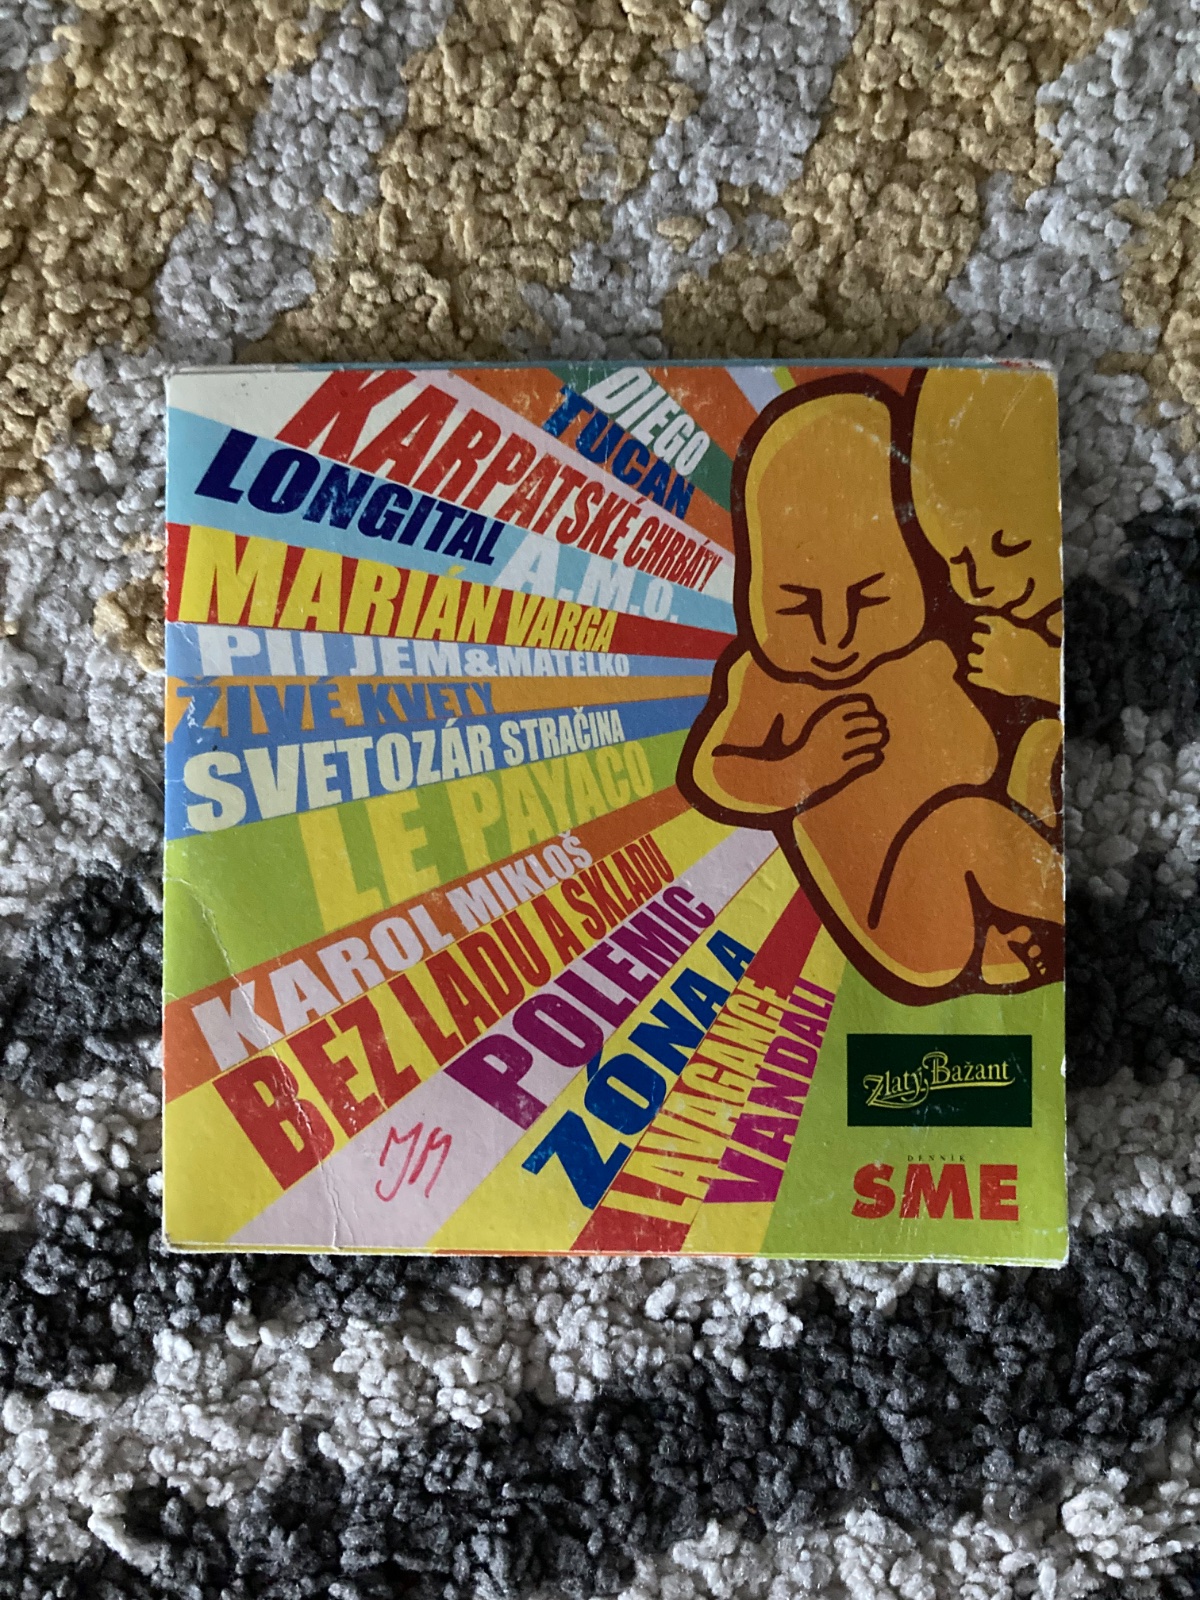 DIEGO
TUCAN
KARPATSKÉ CHRBÁTY
LONGITAL
A.M.O.
MARIÁN VARGA
PII JEM&MATELKO
ŽIVÉ KVETY
SVETOZÁR STRAČINA
LE PAYACO
KAROL MIKLOŠ
BEZ LADU A SKLADU
POLEMIC
ZÓNA A
LAVAGANCE
VANDALI
Zlatý Bažant
DENNÍK
SME